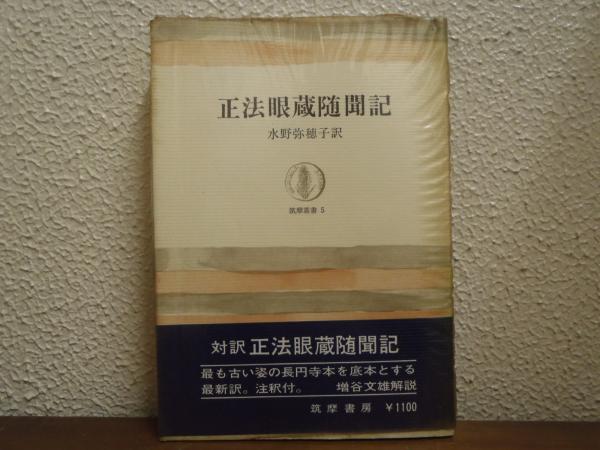 正法眼蔵随聞記
水野弥穂子訳
筑摩叢書 5
対訳 正法眼蔵随聞記
最も古い姿の長円寺本を底本とする
最新訳。注釈付。 増谷文雄解説
筑摩書房 ¥1100